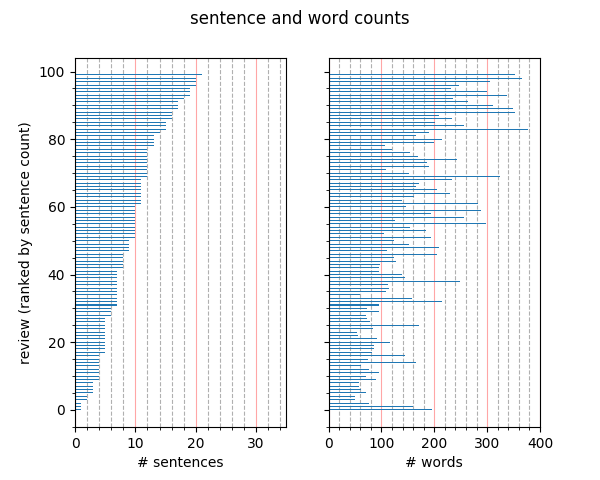 sentence and word counts
100
80
60
40
20
0
review (ranked by sentence count)
0 10 20 30
# sentences
0 100 200 300 400
# words